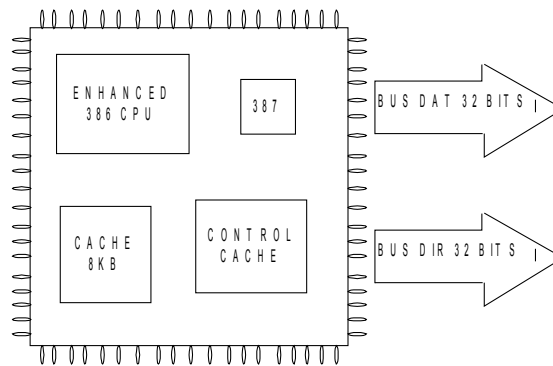 ENHANCED
386 CPU
387
BUS DAT 32 BITS
CACHE
8KB
CONTROL
CACHE
BUS DIR 32 BITS